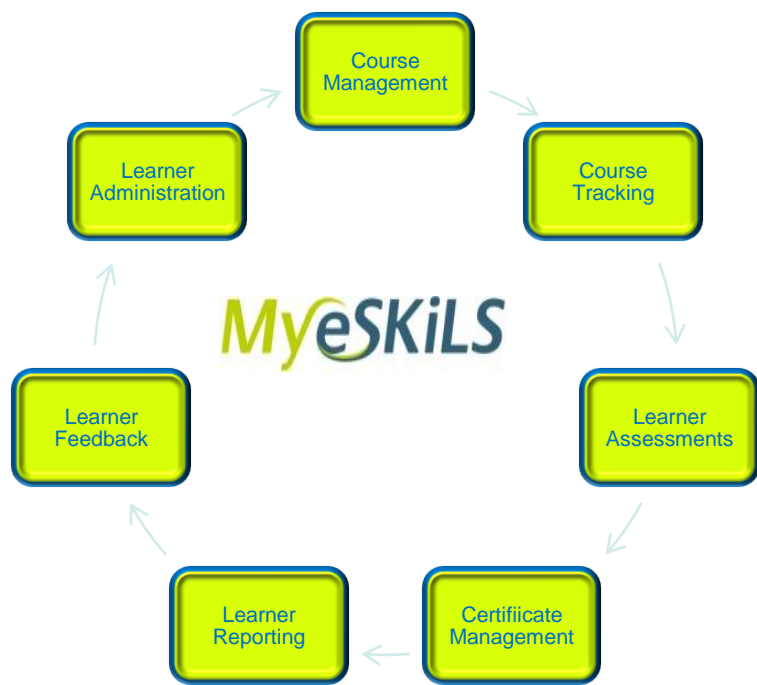 Course
Management
Course
Tracking
Learner
Assessments
Certifiicate
Management
Learner
Reporting
Learner
Feedback
Learner
Administration
MyeSKiLS